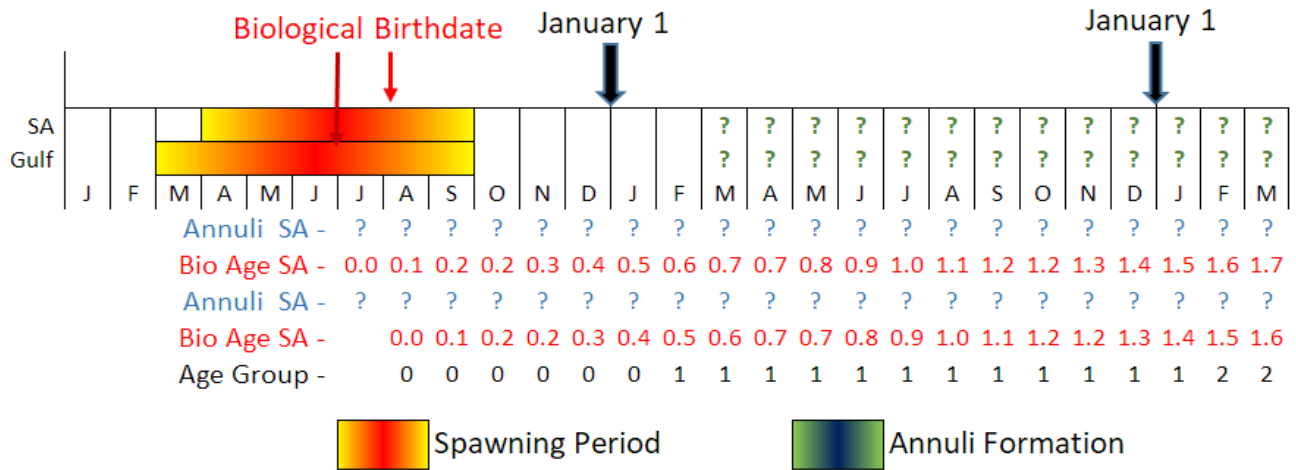 Biological Birthdate
January 1
January 1
SA ? ? ? ? ? ? ? ? ? ? ? ? ?
Gulf ? ? ? ? ? ? ? ? ? ? ? ? ?
J F M A M J J A S O N D J F M A M J J A S O N D J F M
Annuli SA - ? ? ? ? ? ? ? ? ? ? ? ? ? ? ? ? ? ? ? ? ?
Bio Age SA - 0.0 0.1 0.2 0.2 0.3 0.4 0.5 0.6 0.7 0.7 0.8 0.9 1.0 1.1 1.2 1.2 1.3 1.4 1.5 1.6 1.7
Annuli SA - ? ? ? ? ? ? ? ? ? ? ? ? ? ? ? ? ? ? ? ? ?
Bio Age SA - 0.0 0.1 0.2 0.2 0.3 0.4 0.5 0.6 0.7 0.7 0.8 0.9 1.0 1.1 1.2 1.2 1.3 1.4 1.5 1.6
Age Group - 0 0 0 0 0 0 1 1 1 1 1 1 1 1 1 1 1 1 2 2
Spawning Period
Annuli Formation